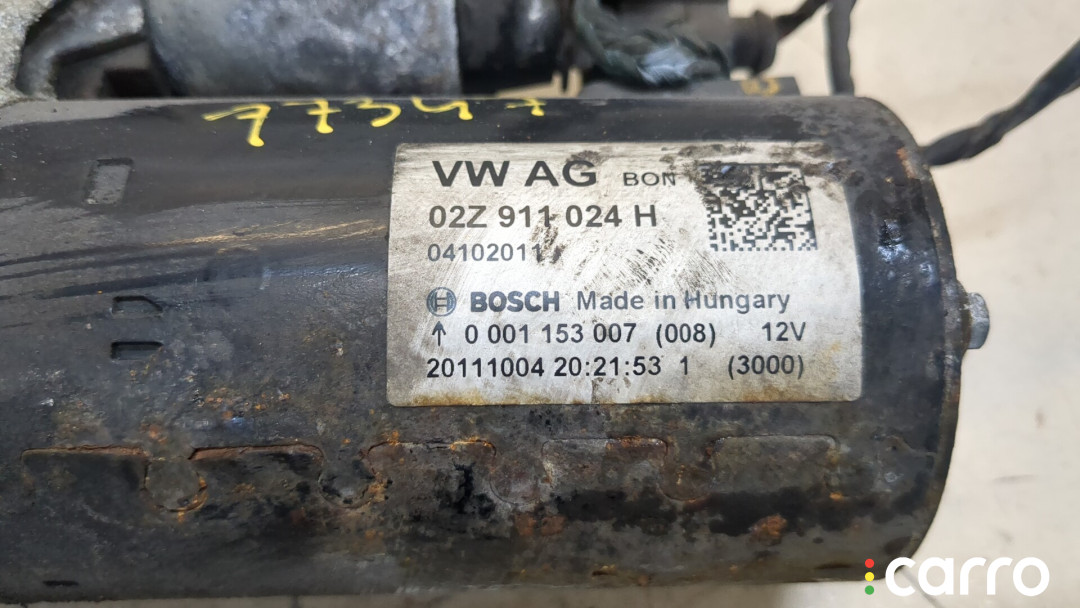 17347
VW AG BON
02Z 911 024 H
04102011
BOSCH Made in Hungary
↑ 0 001 153 007 (008) 12V
20111004 20:21:53 1 (3000)
carro